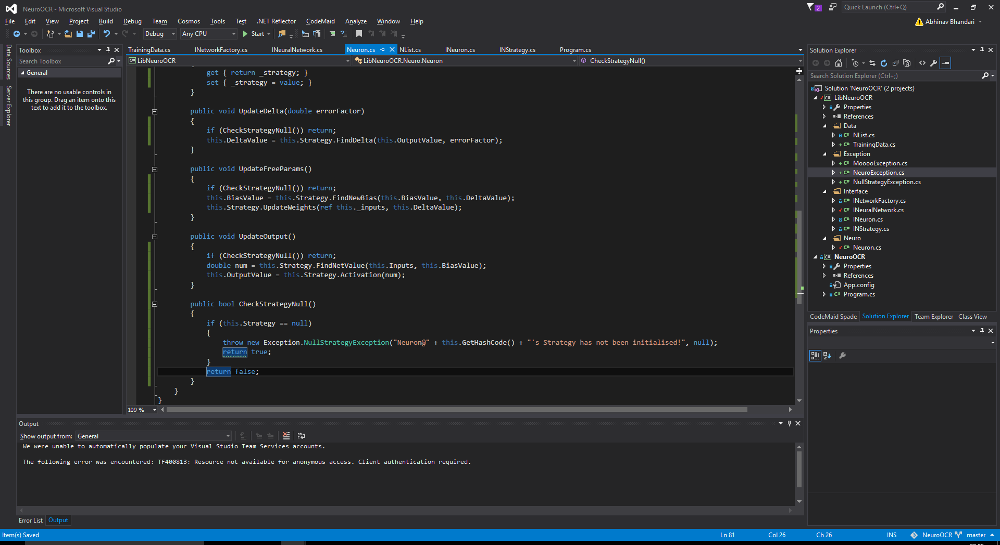 NeuroOCR - Microsoft Visual Studio
2
Quick Launch (Ctrl+Q)
File Edit View Project Build Debug Team Cosmos Tools Test .NET Reflector CodeMaid Analyze Window Help
Abhinav Bhandari
Debug Any CPU Start
Data Sources
Server Explorer
Toolbox
Search Toolbox
General
There are no usable controls in
this group. Drag an item onto this
text to add it to the toolbox.
TrainingData.cs INetworkFactory.cs INeuralNetwork.cs Neuron.cs NList.cs INeuron.cs INStrategy.cs Program.cs
LibNeuroOCR LibNeuroOCR.Neuro.Neuron CheckStrategyNull()
get { return _strategy; }
set { _strategy = value; }
}
public void UpdateDelta(double errorFactor)
{
if (CheckStrategyNull()) return;
this.DeltaValue = this.Strategy.FindDelta(this.OutputValue, errorFactor);
}
public void UpdateFreeParams()
{
if (CheckStrategyNull()) return;
this.BiasValue = this.Strategy.FindNewBias(this.BiasValue, this.DeltaValue);
this.Strategy.UpdateWeights(ref this._inputs, this.DeltaValue);
}
public void UpdateOutput()
{
if (CheckStrategyNull()) return;
double num = this.Strategy.FindNetValue(this.Inputs, this.BiasValue);
this.OutputValue = this.Strategy.Activation(num);
}
public bool CheckStrategyNull()
{
if (this.Strategy == null)
{
throw new Exception.NullStrategyException("Neuron@" + this.GetHashCode() + "'s Strategy has not been initialised!", null);
return true;
}
return false;
}
}
}
109 %
Output
Show output from: General
We were unable to automatically populate your Visual Studio Team Services accounts.
The following error was encountered: TF400813: Resource not available for anonymous access. Client authentication required.
Error List Output
Solution Explorer
Search Solution Explorer (Ctrl+;)
Solution 'NeuroOCR' (2 projects)
LibNeuroOCR
Properties
References
Data
NList.cs
TrainingData.cs
Exception
MooooException.cs
NeuroException.cs
NullStrategyException.cs
Interface
INetworkFactory.cs
INeuralNetwork.cs
INeuron.cs
INStrategy.cs
Neuro
Neuron.cs
NeuroOCR
Properties
References
App.config
Program.cs
CodeMaid Spade Solution Explorer Team Explorer Class View
Properties
Item(s) Saved Ln 81 Col 26 Ch 26 INS NeuroOCR master